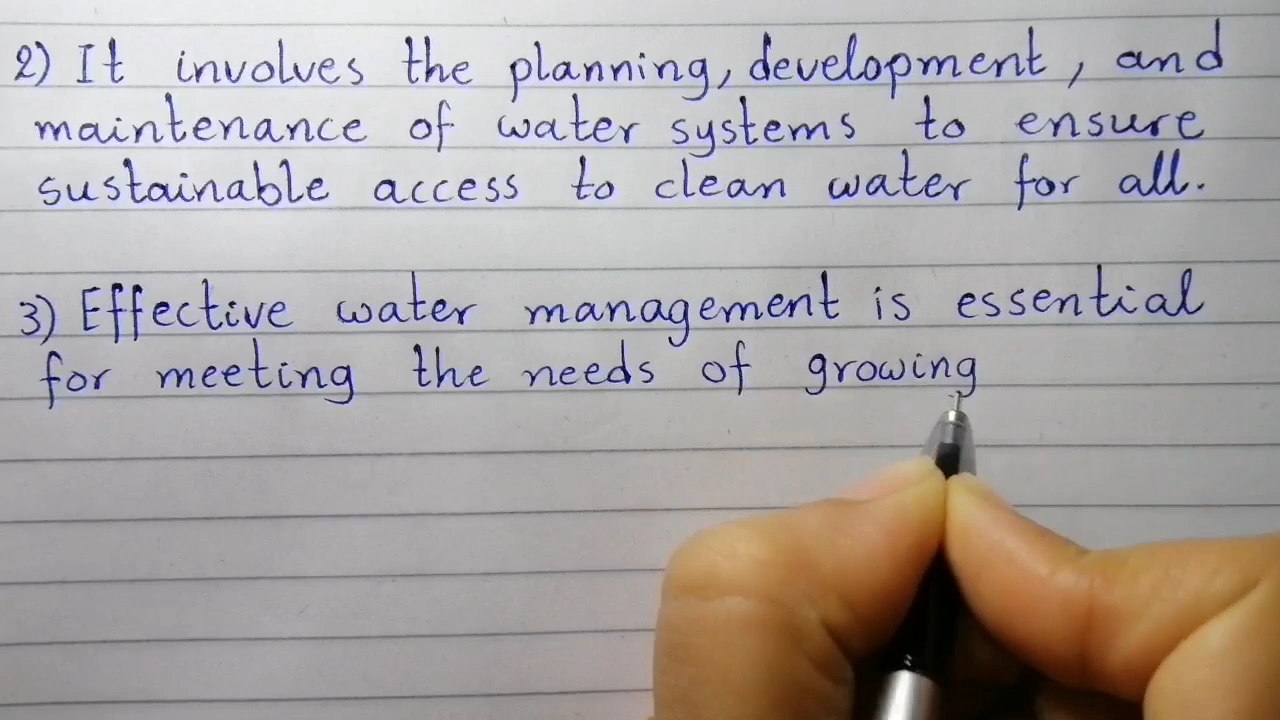 2) It involves the planning, development, and
maintenance of water systems to ensure
sustainable access to clean water for all.
3) Effective water management is essential
for meeting the needs of growing